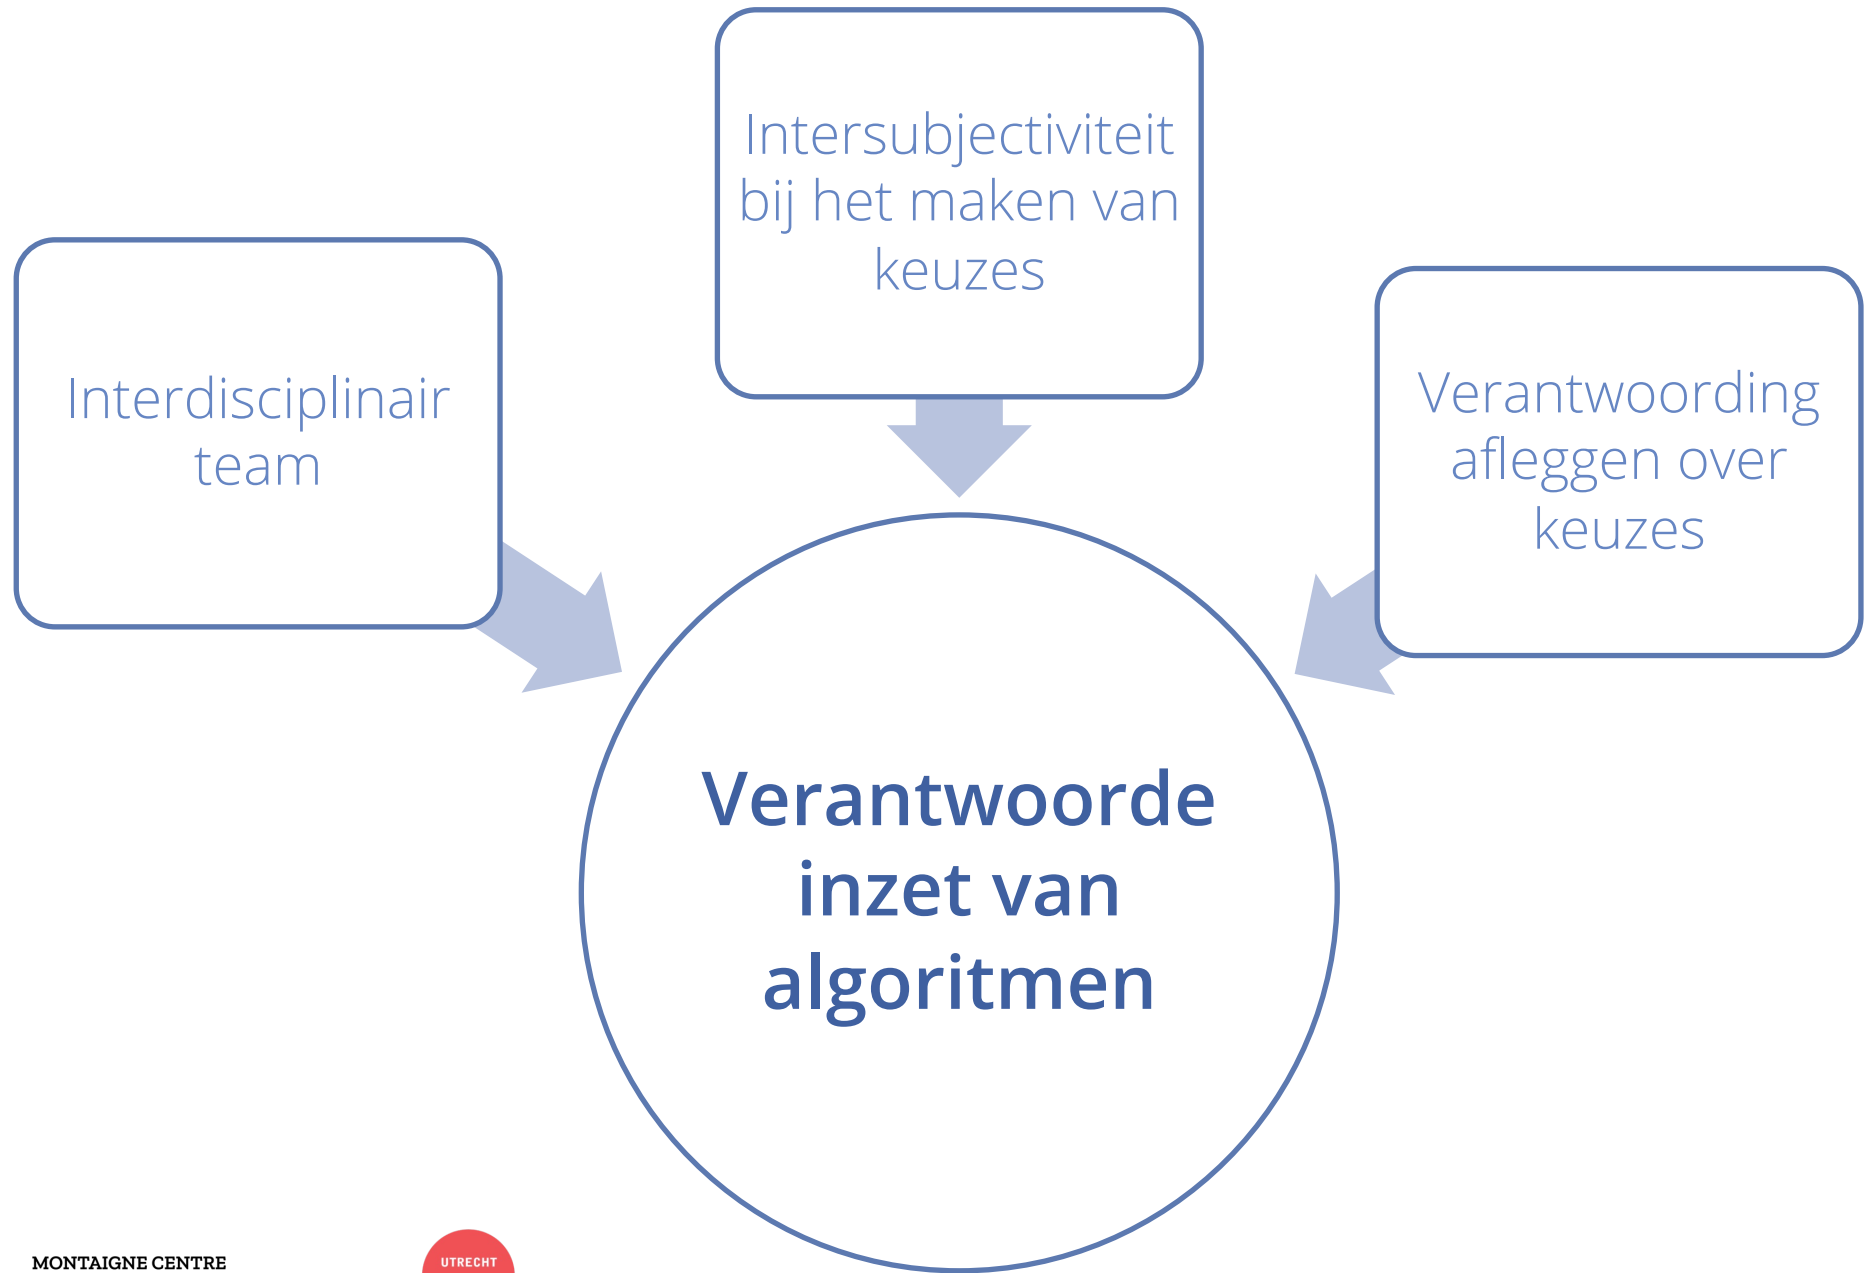 Intersubjectiviteit
bij het maken van
keuzes
Interdisciplinair
team
Verantwoording
afleggen over
keuzes
Verantwoorde
inzet van
algoritmen
MONTAIGNE CENTRE
UTRECHT